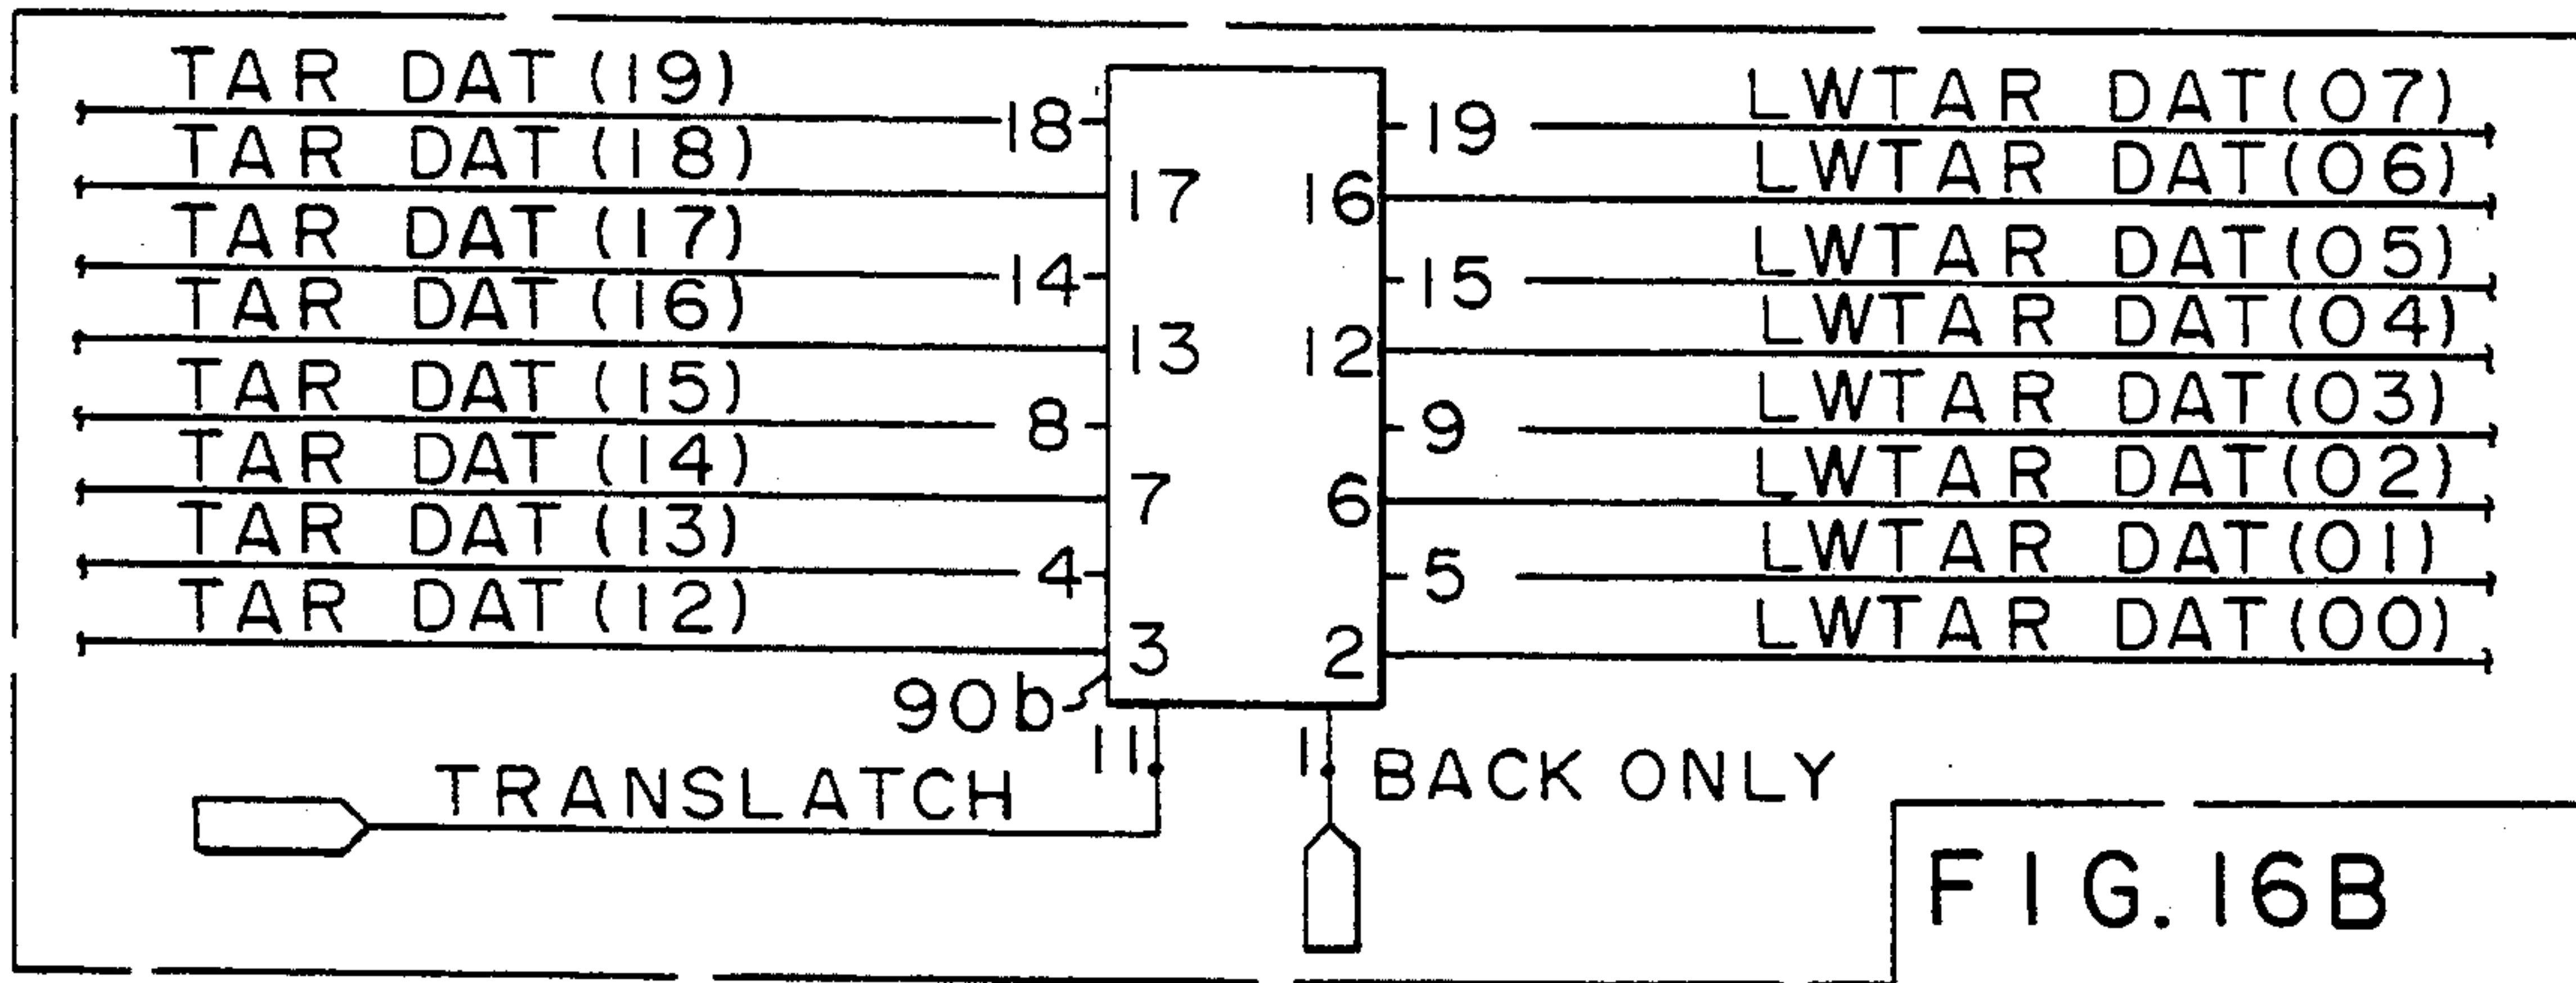 TAR DAT (19) 18 19 LWTAR DAT(07)
TAR DAT (18) 17 16 LWTAR DAT(06)
TAR DAT (17) 14 15 LWTAR DAT(05)
TAR DAT (16) 13 12 LWTAR DAT(04)
TAR DAT (15) 8 9 LWTAR DAT(03)
TAR DAT (14) 7 6 LWTAR DAT(02)
TAR DAT (13) 4 5 LWTAR DAT(01)
TAR DAT (12) 3 2 LWTAR DAT(00)
90b
TRANSLATCH 11 1 BACK ONLY
FIG. 16B